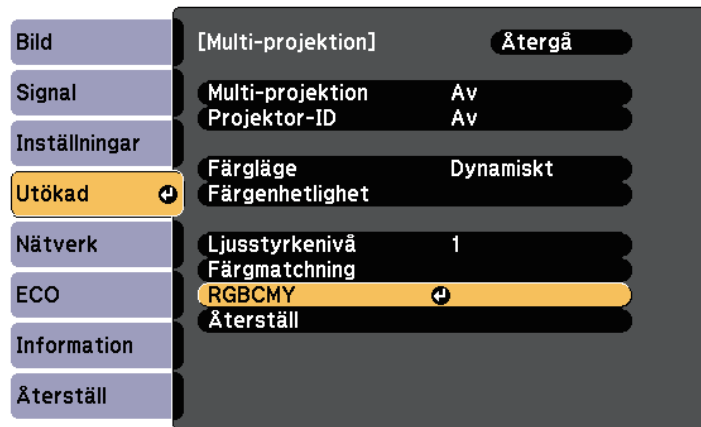 Bild
Signal
Inställningar
Utökad
Nätverk
ECO
Information
Återställ
[Multi-projektion] Återgå
Multi-projektion Av
Projektor-ID Av
Färgläge Dynamiskt
Färgenhetlighet
Ljusstyrkenivå 1
Färgmatchning
RGBCMY
Återställ